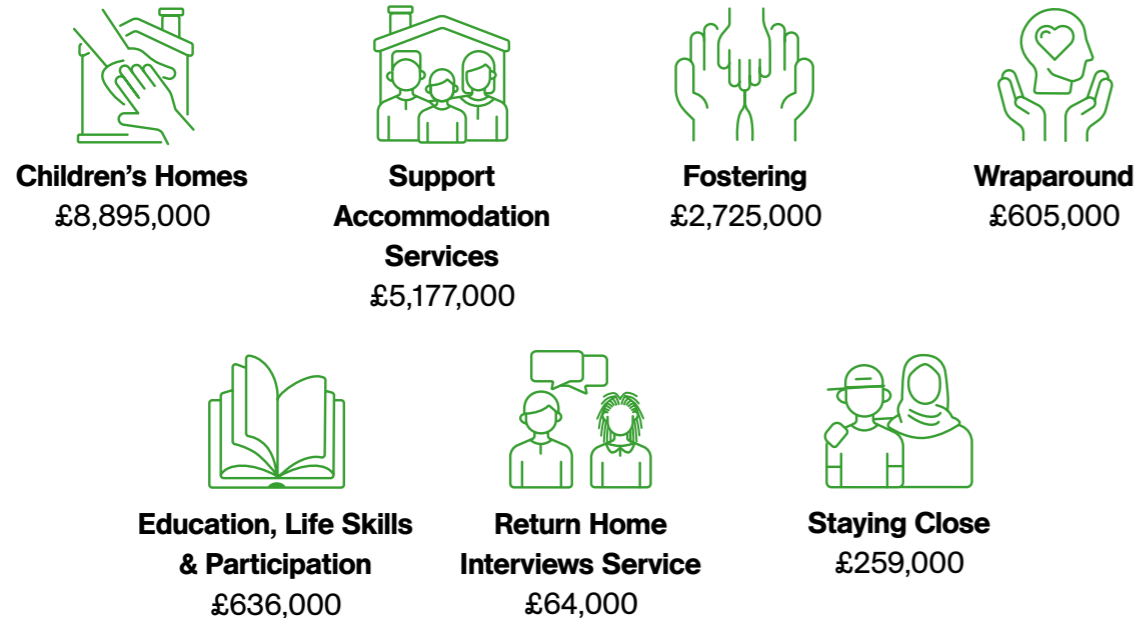 Children’s Homes
£8,895,000
Support
Accommodation
Services
£5,177,000
Fostering
£2,725,000
Wraparound
£605,000
Education, Life Skills
& Participation
£636,000
Return Home
Interviews Service
£64,000
Staying Close
£259,000